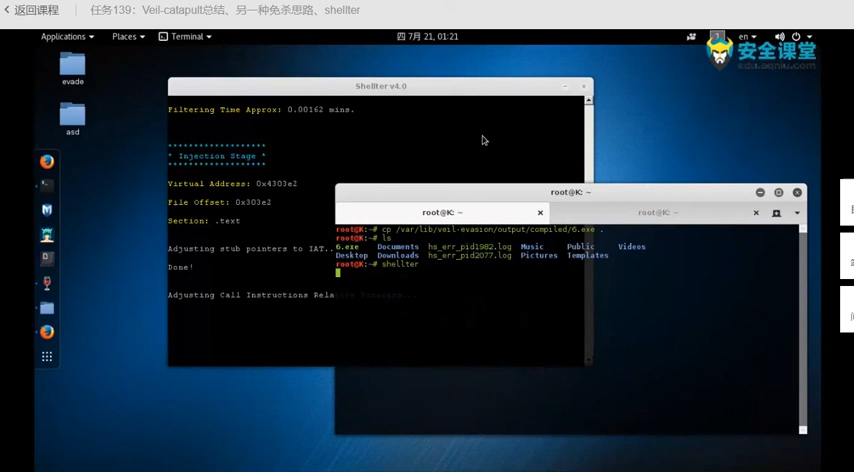 返回课程
任务139：Veil-catapult总结、另一种免杀思路、shellter
Applications Places Terminal 四 7月 21, 01:21 en
安全课堂
edu.aqniu.com
evade
asd
Shellter v4.0
Filtering Time Approx: 0.00162 mins.
*******************
* Injection Stage *
*******************
Virtual Address: 0x4303e2
File Offset: 0x303e2
Section: .text
Adjusting stub pointers to IAT..
Done!
Adjusting Call Instructions Rela
root@K: ~
root@K: ~ root@K: ~
root@K:~# cp /var/lib/veil-evasion/output/compiled/6.exe .
root@K:~# ls
6.exe Documents hs_err_pid1982.log Music Public Videos
Desktop Downloads hs_err_pid2077.log Pictures Templates
root@K:~# shellter